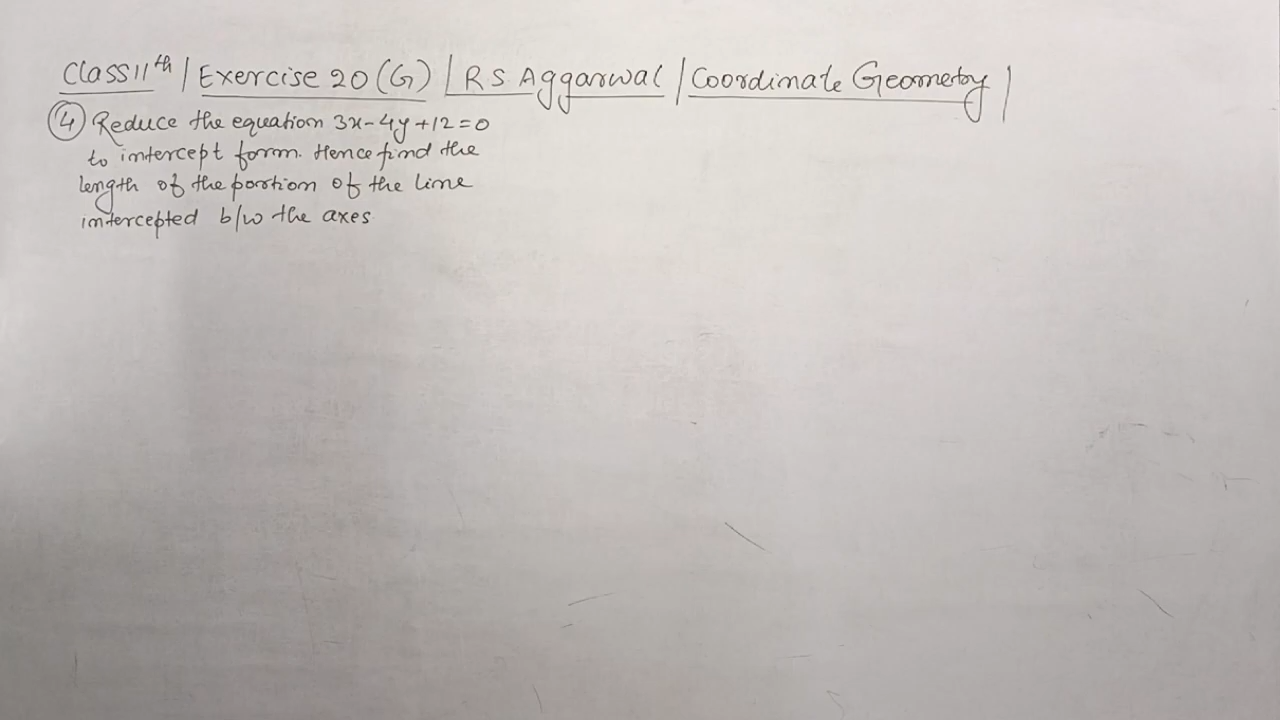 Class 11th / Exercise 20 (G) / R S Aggarwal / Coordinate Geometry /
4 Reduce the equation 3x-4y+12=0
to intercept form. Hence find the
length of the portion of the line
intercepted b/w the axes.